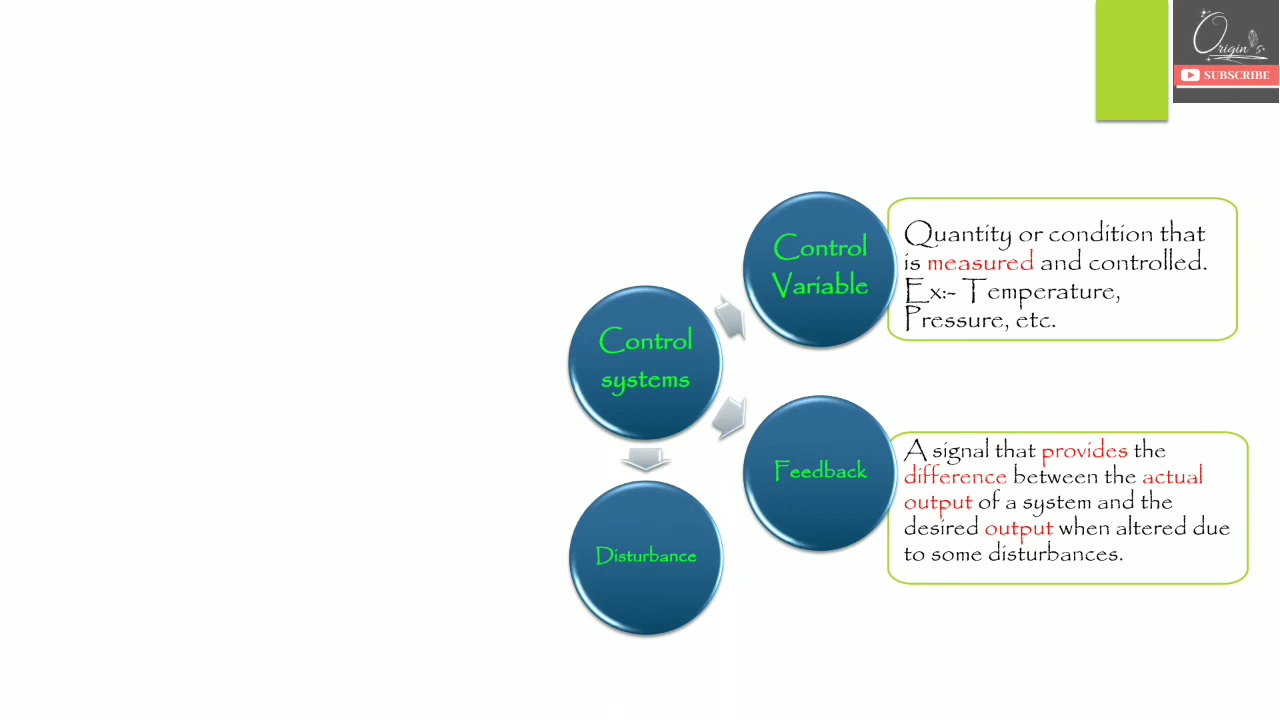 Origin's
SUBSCRIBE
Control
Variable
Quantity or condition that
is measured and controlled.
Ex:- Temperature,
Pressure, etc.
Control
systems
Feedback
A signal that provides the
difference between the actual
output of a system and the
desired output when altered due
to some disturbances.
Disturbance